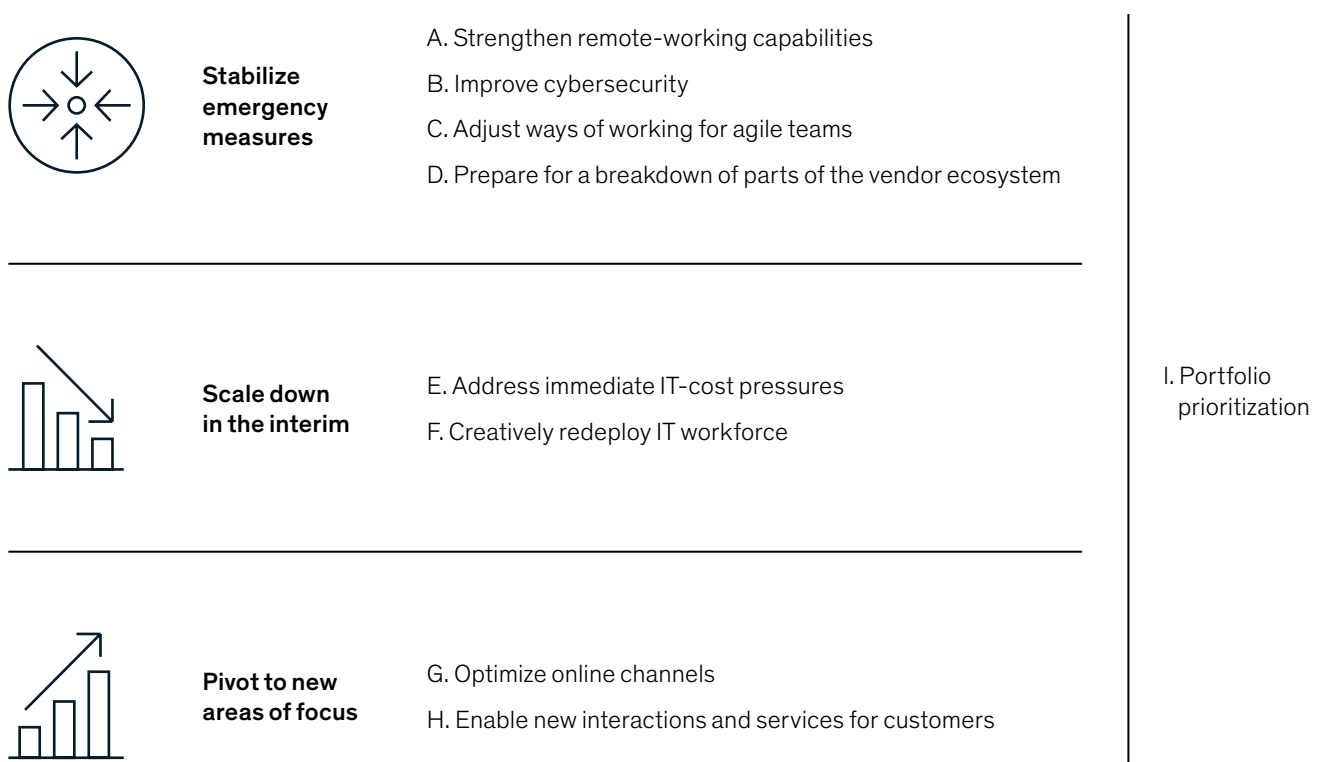 Stabilize
emergency
measures
A. Strengthen remote-working capabilities
B. Improve cybersecurity
C. Adjust ways of working for agile teams
D. Prepare for a breakdown of parts of the vendor ecosystem
Scale down
in the interim
E. Address immediate IT-cost pressures
F. Creatively redeploy IT workforce
Pivot to new
areas of focus
G. Optimize online channels
H. Enable new interactions and services for customers
I. Portfolio
prioritization